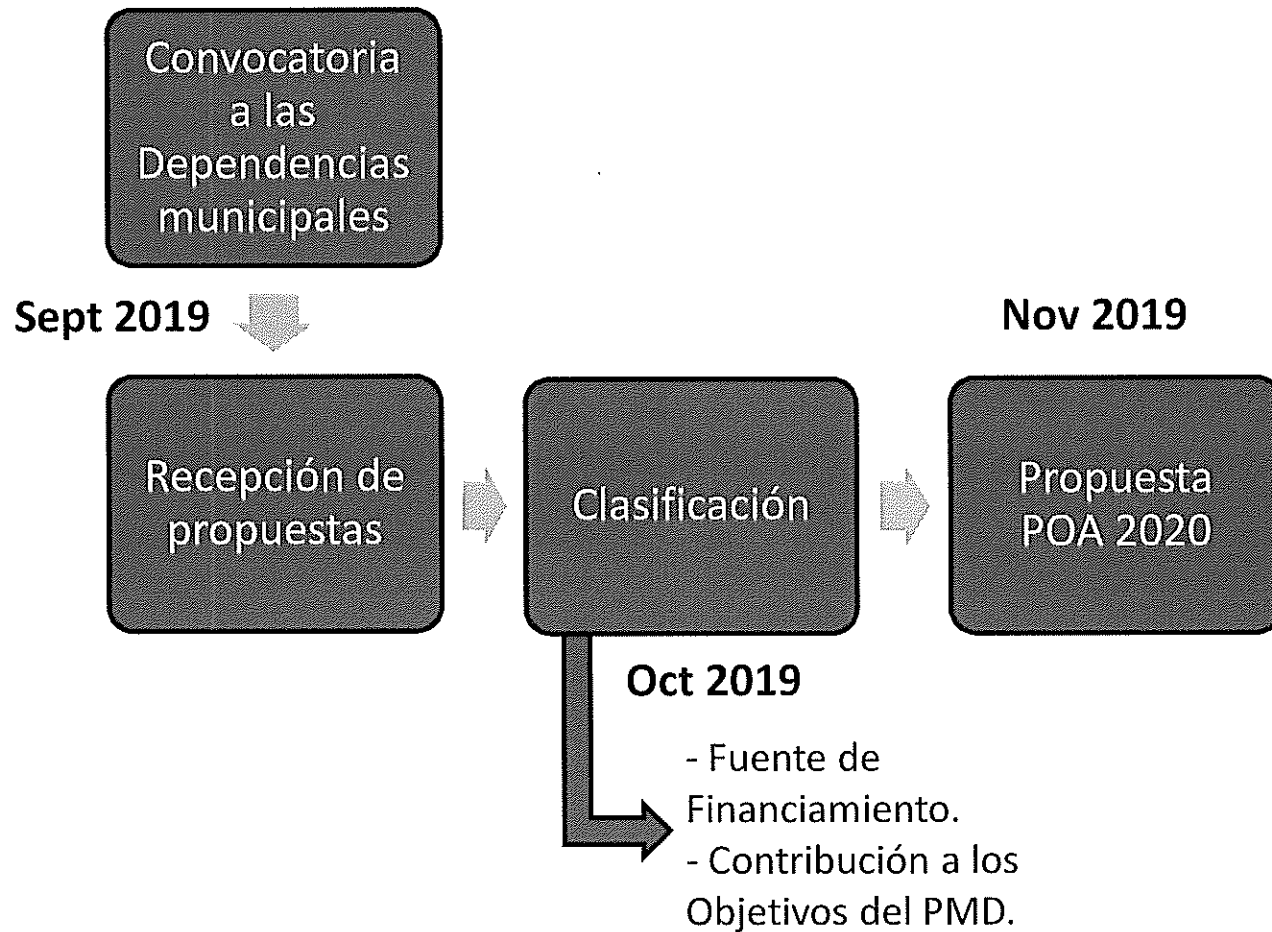 Convocatoria
a las
Dependencias
municipales
Sept 2019
Nov 2019
Recepción de
propuestas
Clasificación
Propuesta
POA 2020
Oct 2019
- Fuente de
Financiamiento.
- Contribución a los
Objetivos del PMD.